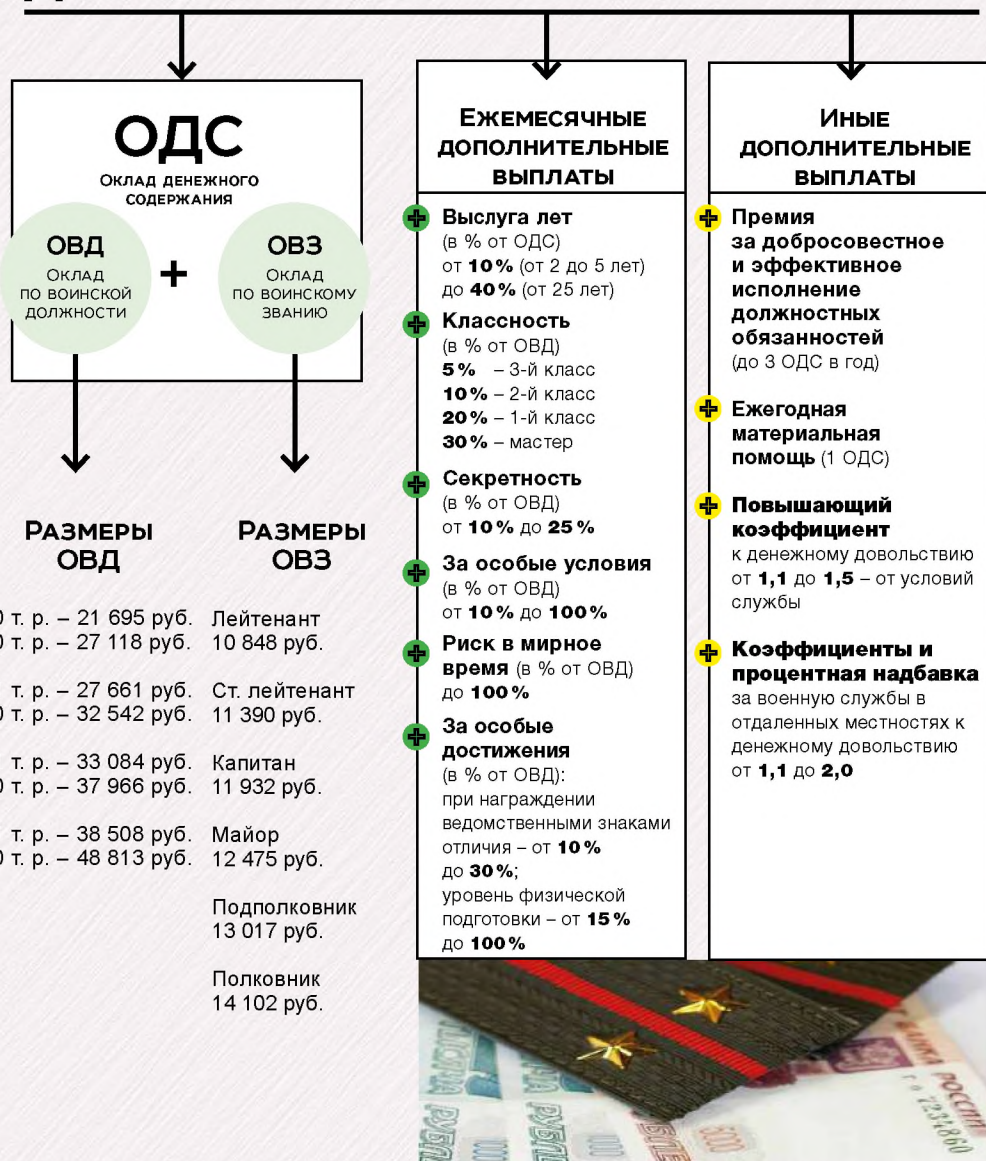 ОДС
Оклад денежного
содержания
ОВД
Оклад
по воинской
должности
+
ОВЗ
Оклад
по воинскому
званию
Размеры
ОВД
т. р. – 21 695 руб.
0 т. р. – 27 118 руб.
т. р. – 27 661 руб.
0 т. р. – 32 542 руб.
т. р. – 33 084 руб.
0 т. р. – 37 966 руб.
т. р. – 38 508 руб.
0 т. р. – 48 813 руб.
Размеры
ОВЗ
Лейтенант
10 848 руб.
Ст. лейтенант
11 390 руб.
Капитан
11 932 руб.
Майор
12 475 руб.
Подполковник
13 017 руб.
Полковник
14 102 руб.
Ежемесячные
дополнительные
выплаты
Выслуга лет
(в % от ОДС)
от 10% (от 2 до 5 лет)
до 40% (от 25 лет)
Классность
(в % от ОВД)
5% – 3-й класс
10% – 2-й класс
20% – 1-й класс
30% – мастер
Секретность
(в % от ОВД)
от 10% до 25%
За особые условия
(в % от ОВД)
от 10% до 100%
Риск в мирное
время (в % от ОВД)
до 100%
За особые
достижения
(в % от ОВД):
при награждении
ведомственными знаками
отличия – от 10%
до 30%;
уровень физической
подготовки – от 15%
до 100%
Иные
дополнительные
выплаты
Премия
за добросовестное
и эффективное
исполнение
должностных
обязанностей
(до 3 ОДС в год)
Ежегодная
материальная
помощь (1 ОДС)
Повышающий
коэффициент
к денежному довольствию
от 1,1 до 1,5 – от условий
службы
Коэффициенты и
процентная надбавка
за военную службы в
отдаленных местностях к
денежному довольствию
от 1,1 до 2,0
БАНКА РОССИИ
7234860